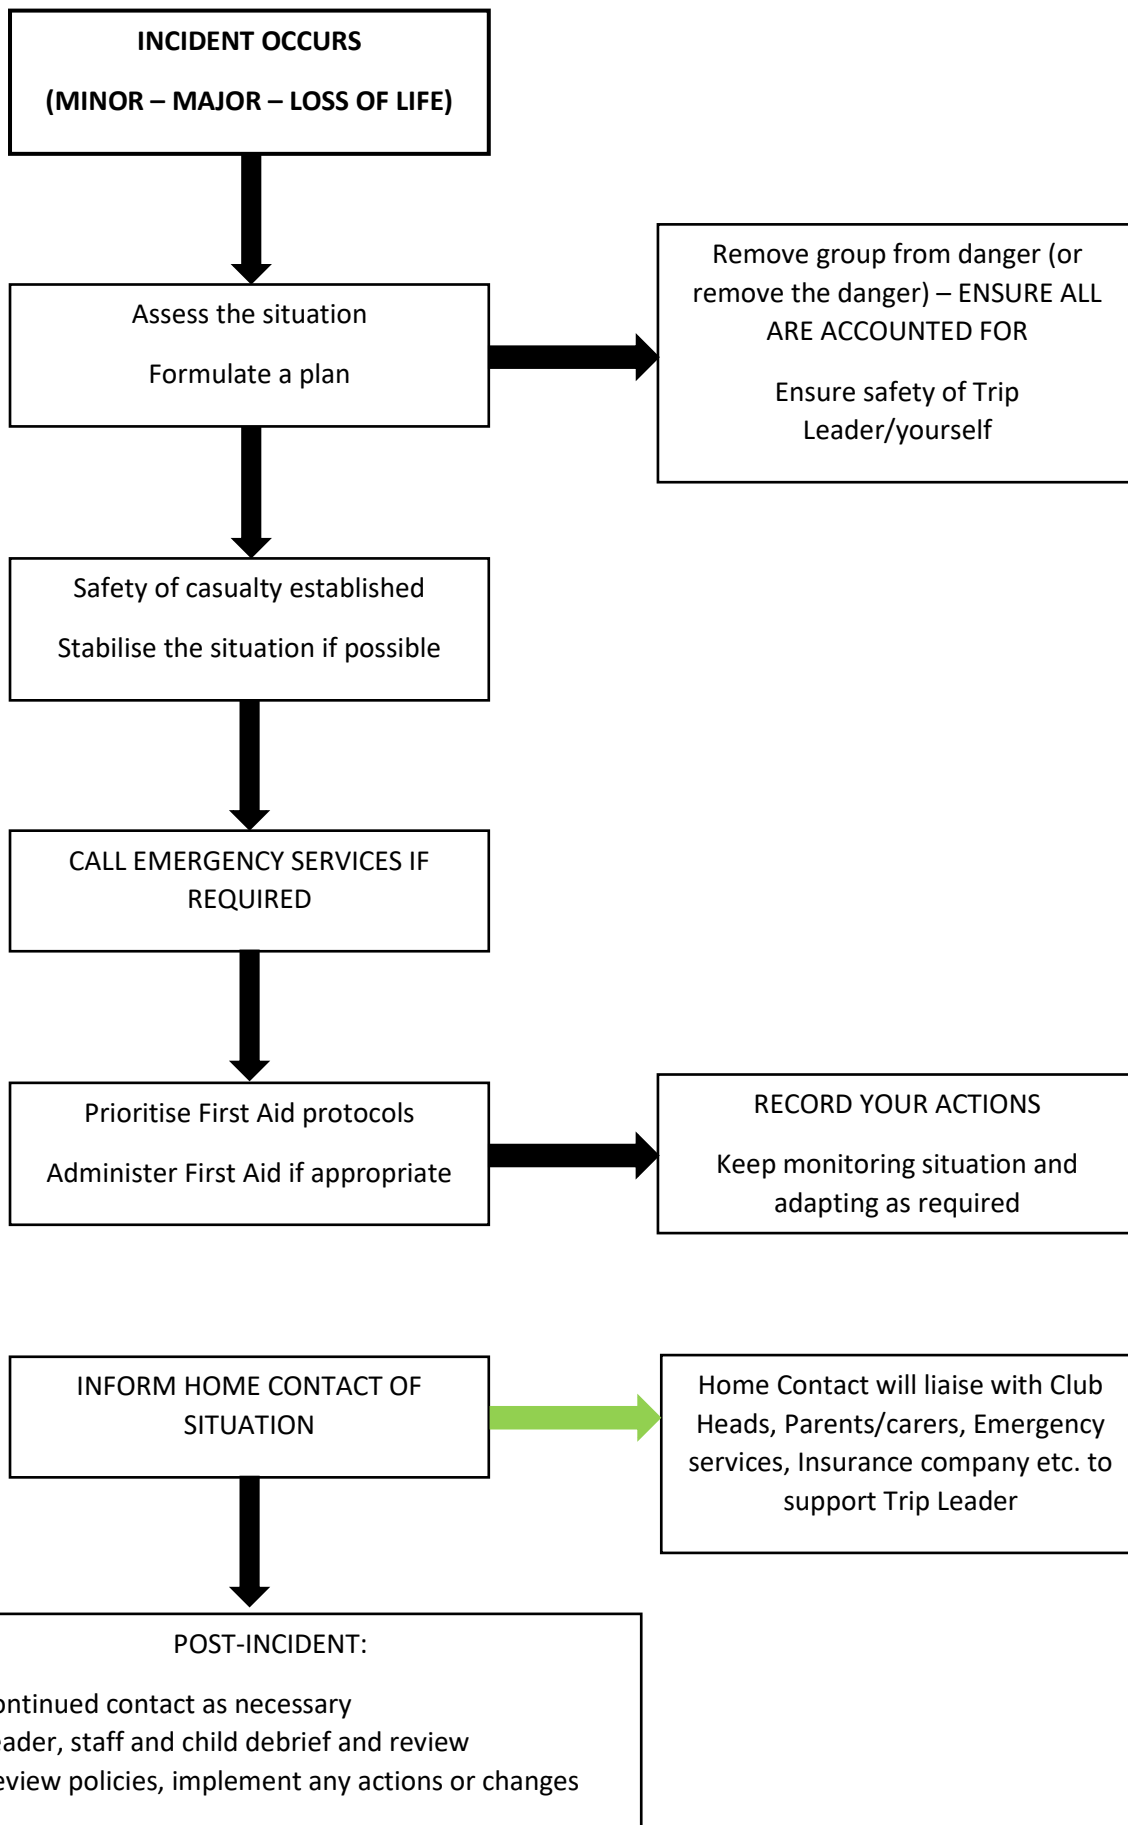 INCIDENT OCCURS
(MINOR – MAJOR – LOSS OF LIFE)
Assess the situation
Formulate a plan
Remove group from danger (or
remove the danger) – ENSURE ALL
ARE ACCOUNTED FOR
Ensure safety of Trip
Leader/yourself
Safety of casualty established
Stabilise the situation if possible
CALL EMERGENCY SERVICES IF
REQUIRED
Prioritise First Aid protocols
Administer First Aid if appropriate
RECORD YOUR ACTIONS
Keep monitoring situation and
adapting as required
INFORM HOME CONTACT OF
SITUATION
Home Contact will liaise with Club
Heads, Parents/carers, Emergency
services, Insurance company etc. to
support Trip Leader
POST-INCIDENT:
ontinued contact as necessary
eader, staff and child debrief and review
eview policies, implement any actions or changes